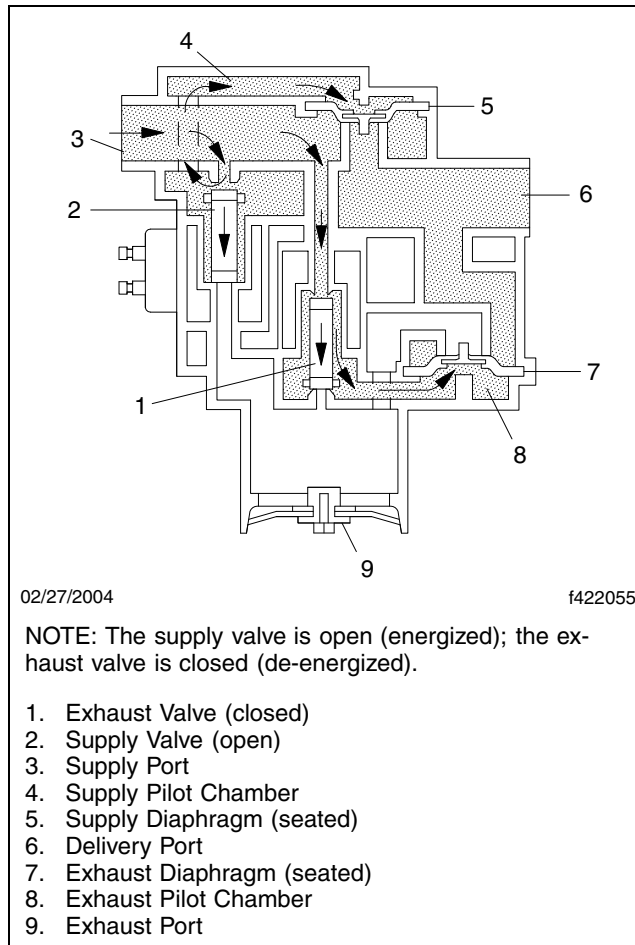 4
5
3
6
2
7
1
8
9
02/27/2004
f422055
NOTE: The supply valve is open (energized); the ex-
haust valve is closed (de-energized).
1. Exhaust Valve (closed)
2. Supply Valve (open)
3. Supply Port
4. Supply Pilot Chamber
5. Supply Diaphragm (seated)
6. Delivery Port
7. Exhaust Diaphragm (seated)
8. Exhaust Pilot Chamber
9. Exhaust Port